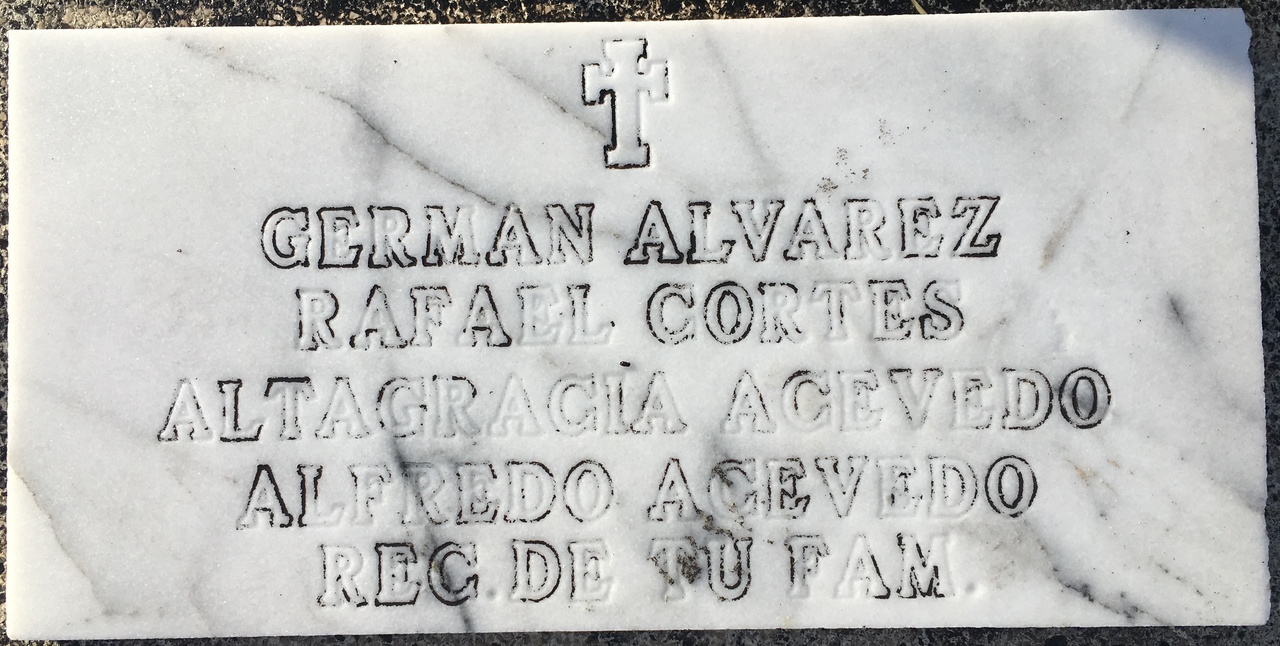 GERMAN ALVAREZ
RAFAEL CORTES
ALTAGRACIA ACEVEDO
ALFREDO ACEVEDO
REC. DE TU FAM.